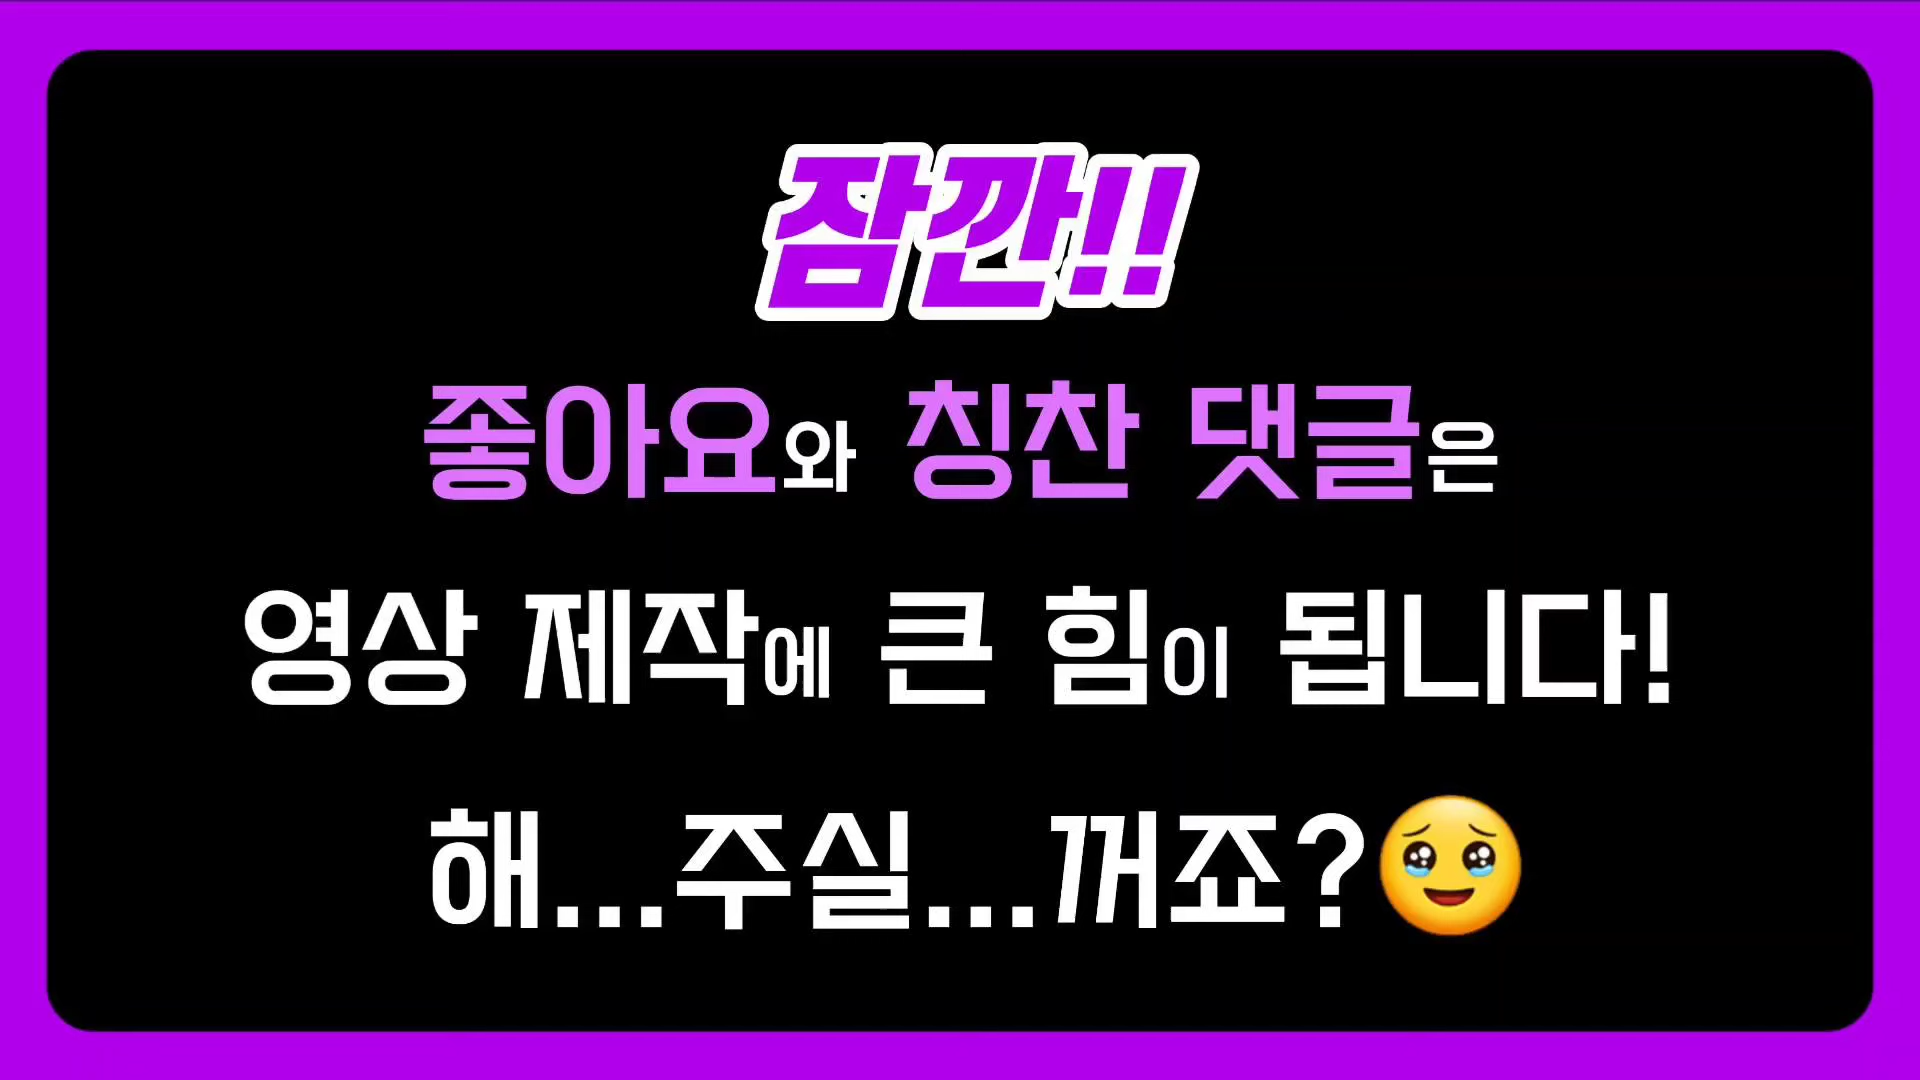 잠깐!!
좋아요와 칭찬 댓글은
영상 제작에 큰 힘이 됩니다!
해...주실...꺼죠?🥹